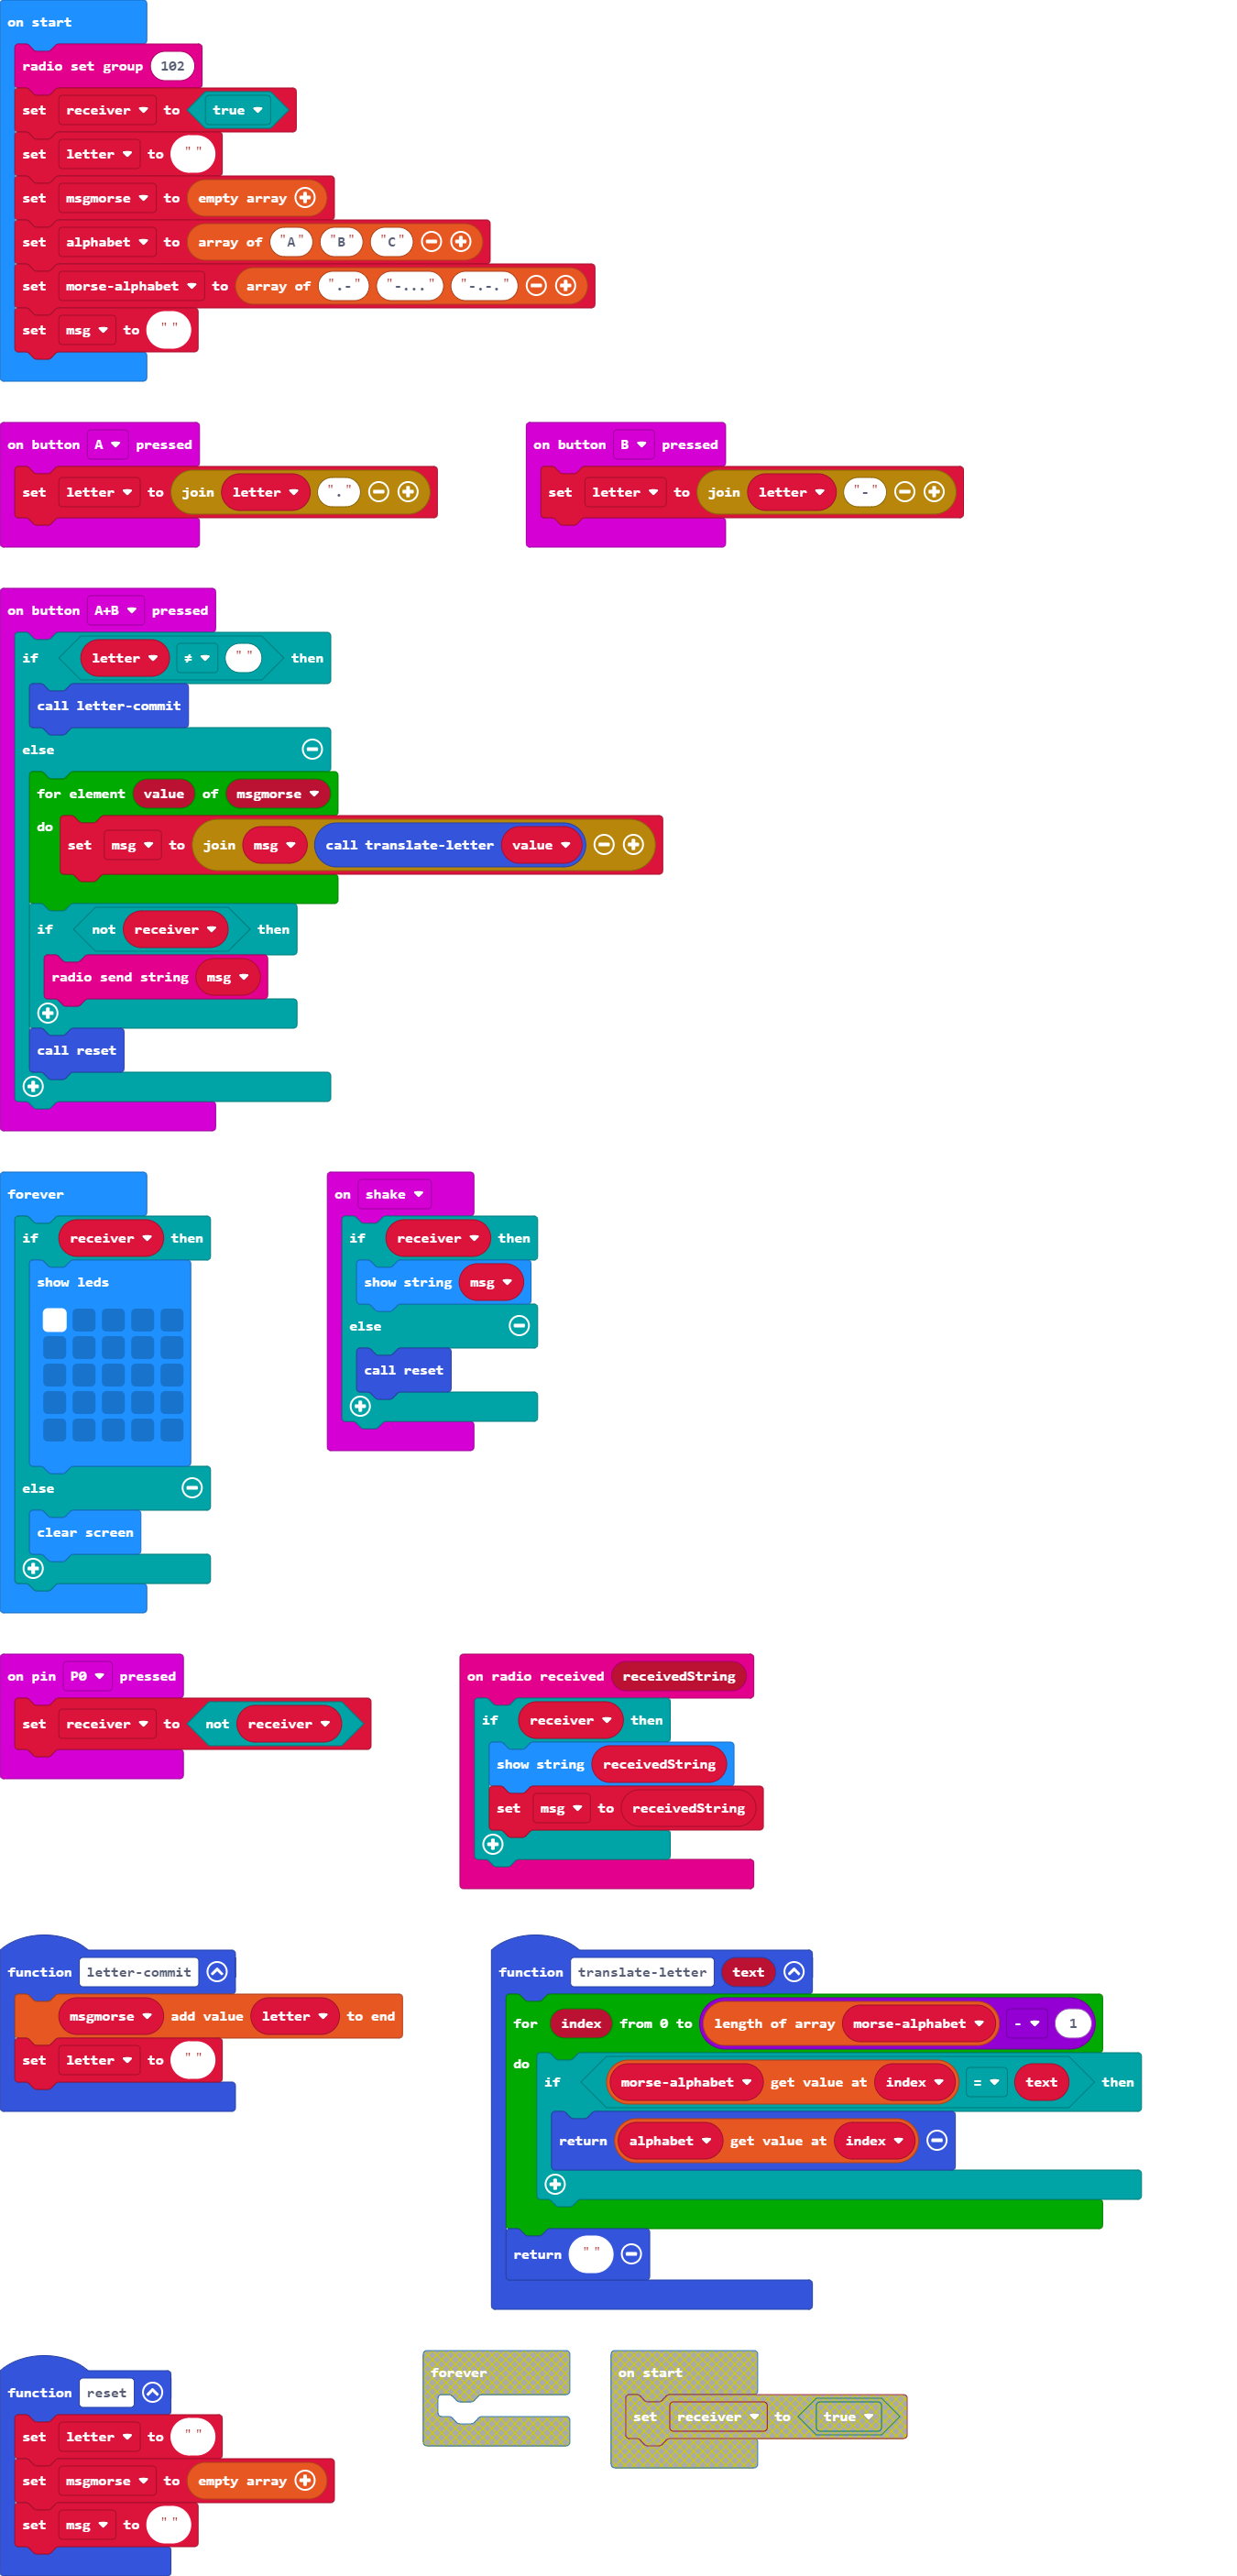 on start
radio set group 102
set receiver to true
set letter to " "
set msgmorse to empty array
set alphabet to array of "A" "B" "C"
set morse-alphabet to array of ".-" "-..." "-.-."
set msg to " "
on button A pressed
set letter to join letter "."
on button B pressed
set letter to join letter "-"
on button A+B pressed
if letter ≠ " " then
call letter-commit
else
for element value of msgmorse
do set msg to join msg call translate-letter value
if not receiver then
radio send string msg
call reset
forever
if receiver then
show leds
else
clear screen
on shake
if receiver then
show string msg
else
call reset
on pin P0 pressed
set receiver to not receiver
on radio received receivedString
if receiver then
show string receivedString
set msg to receivedString
function letter-commit
msgmorse add value letter to end
set letter to " "
function translate-letter text
for index from 0 to length of array morse-alphabet - 1
do if morse-alphabet get value at index = text then
return alphabet get value at index
return " "
function reset
set letter to " "
set msgmorse to empty array
set msg to " "
forever
on start
set receiver to true